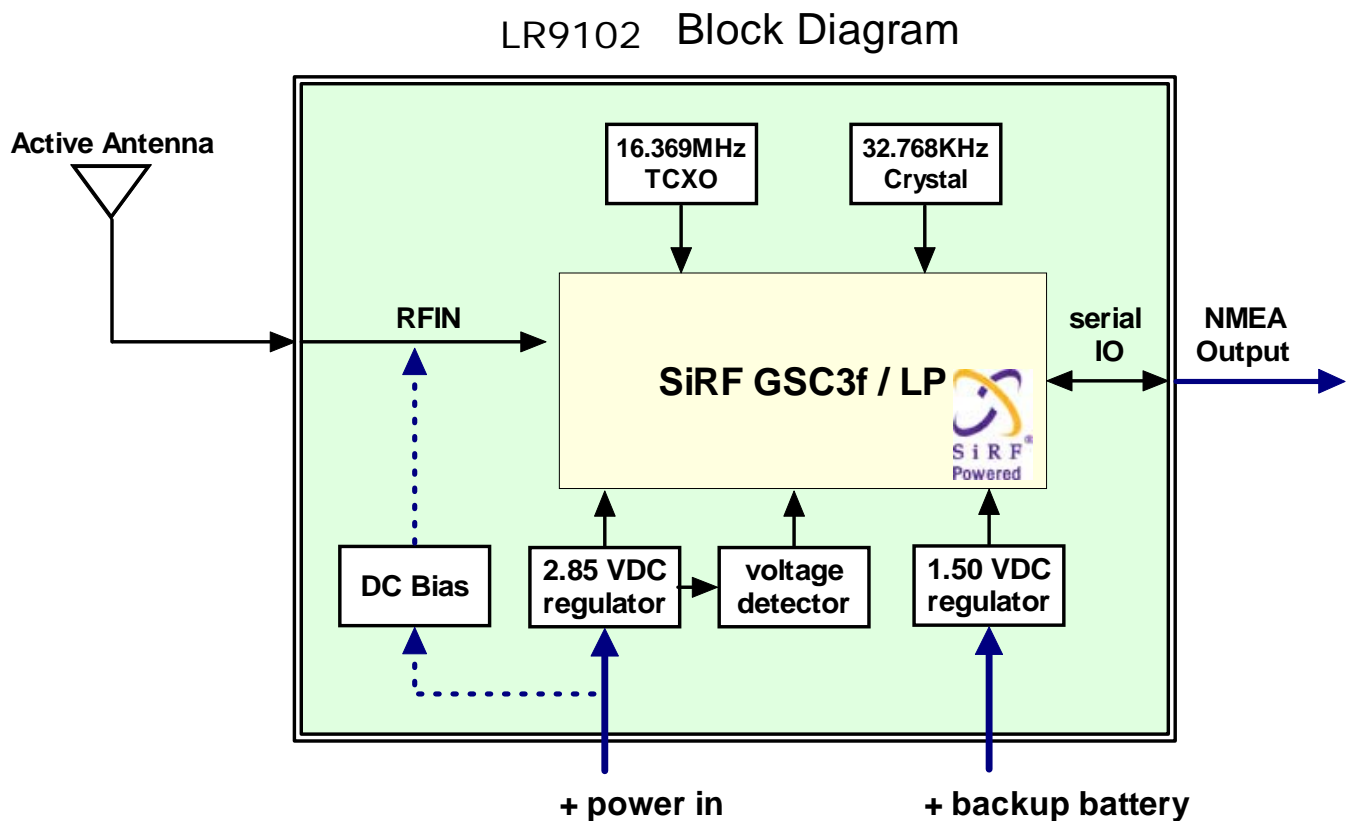 LR9102 Block Diagram
Active Antenna
16.369MHz
TCXO
32.768KHz
Crystal
RFIN
serial
IO
NMEA
Output
SiRF GSC3f / LP
SiRF®
Powered
DC Bias
2.85 VDC
regulator
voltage
detector
1.50 VDC
regulator
+ power in
+ backup battery